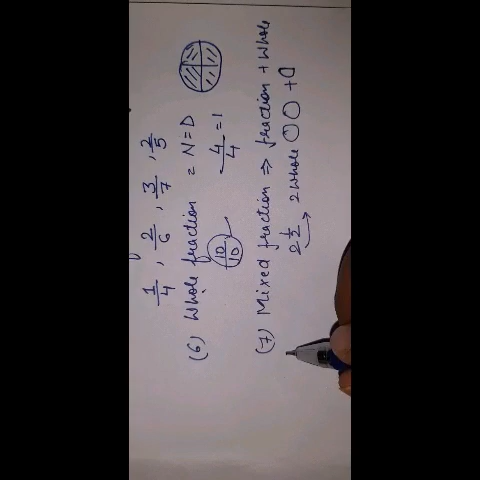 1/4, 2/6, 3/7, 2/5
(6) Whole fraction = N=D
10/10 4/4 = 1
(7) Mixed fraction ⇒ fraction + Whole
2 1/2 → 2 Whole